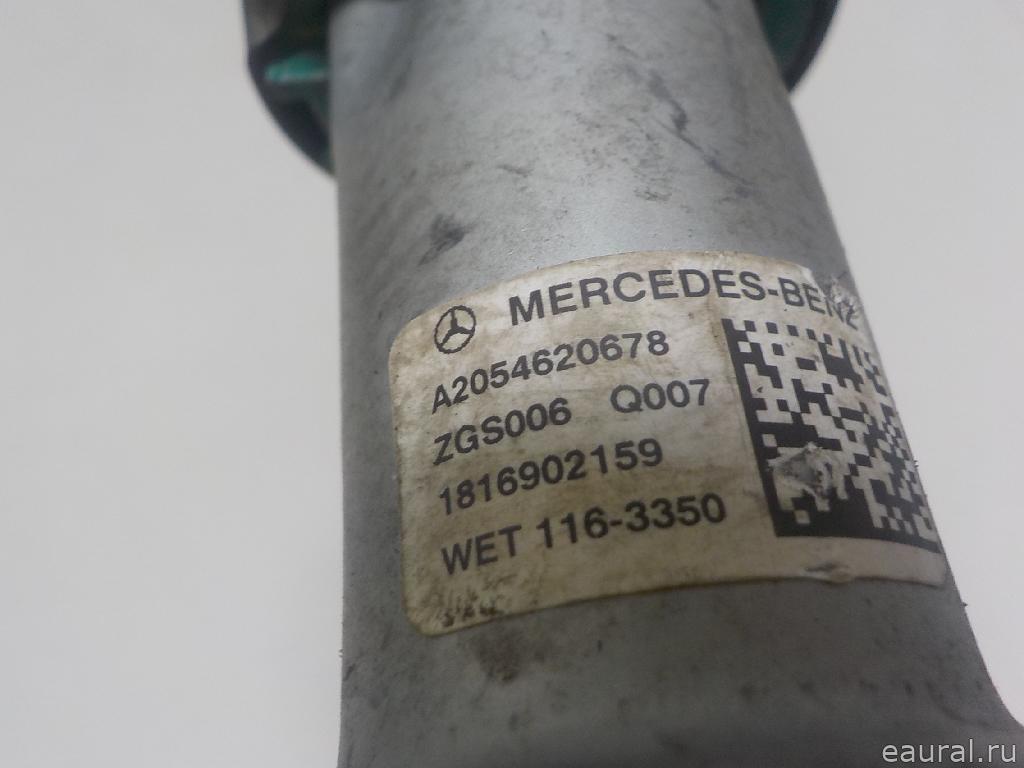 MERCEDES-BENZ
A2054620678
ZGS006 Q007
1816902159
WET 116-3350
eaural.ru